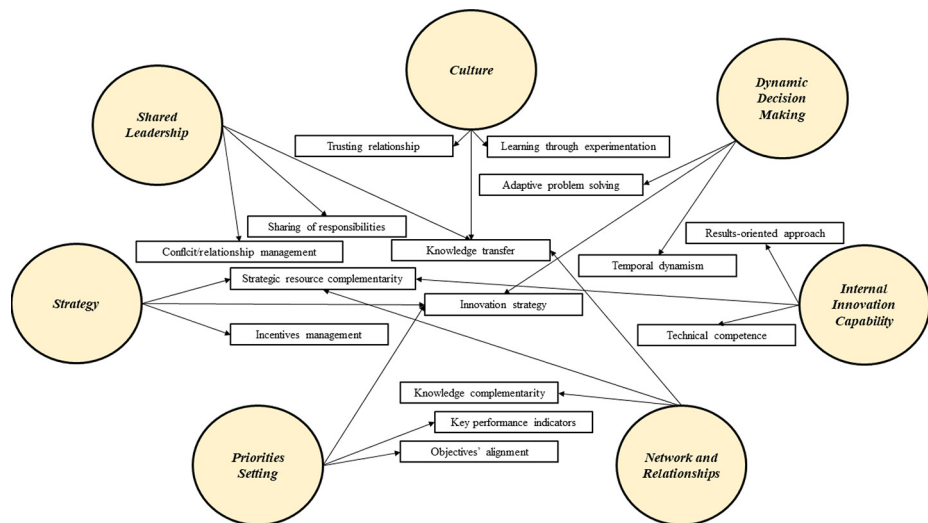 Culture
Dynamic
Decision
Making
Shared
Leadership
Trusting relationship
Learning through experimentation
Adaptive problem solving
Sharing of responsibilities
Results-oriented approach
Conflcit/relationship management
Knowledge transfer
Temporal dynamism
Strategic resource complementarity
Strategy
Innovation strategy
Internal
Innovation
Capability
Incentives management
Technical competence
Knowledge complementarity
Key performance indicators
Objectives' alignment
Priorities
Setting
Network and
Relationships